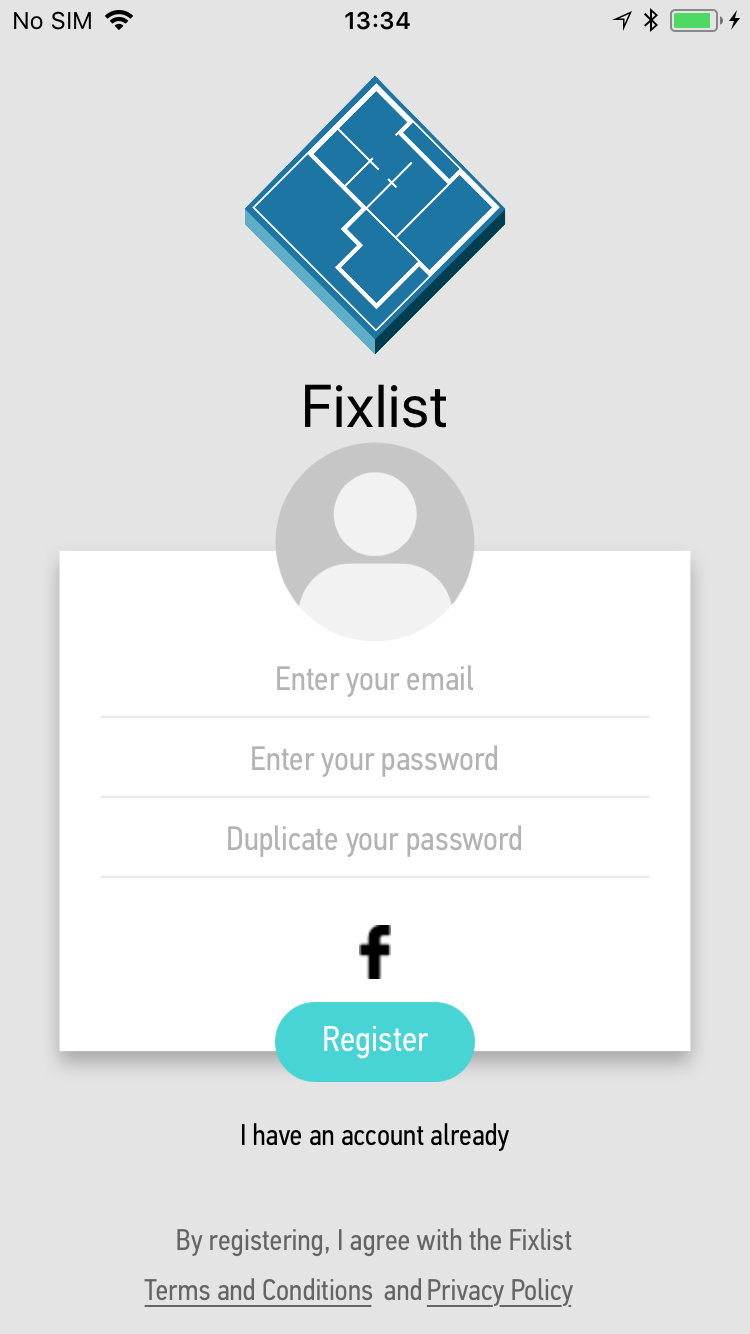 No SIM 13:34
Fixlist
Enter your email
Enter your password
Duplicate your password
f
Register
I have an account already
By registering, I agree with the Fixlist
Terms and Conditions and Privacy Policy